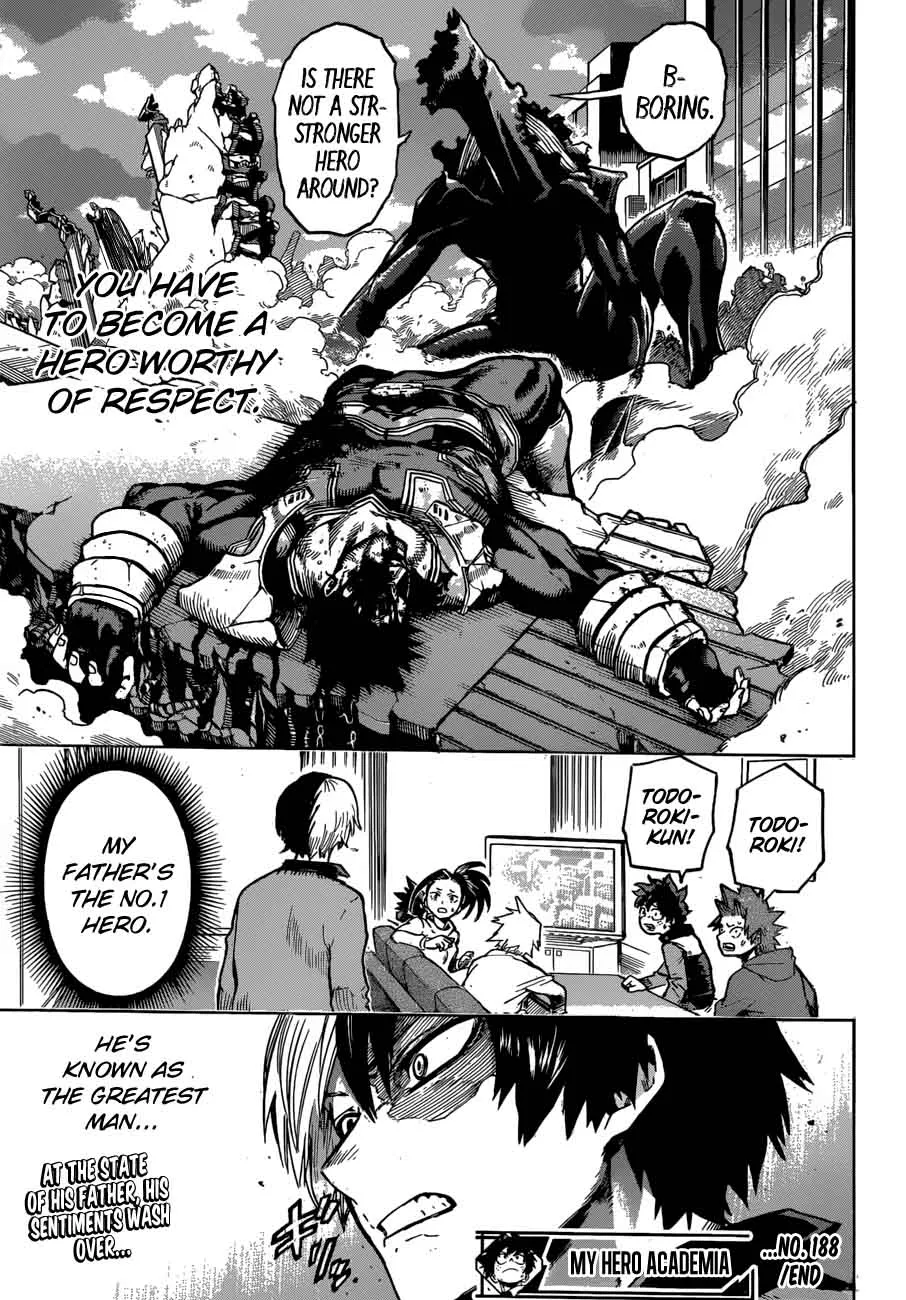 B-
BORING.
IS THERE
NOT A STR-
STRONGER
HERO
AROUND?
YOU HAVE
TO BECOME A
HERO WORTHY
OF RESPECT.
TODO-
ROKI!
TODO-
ROKI-
KUN!
MY
FATHER'S
THE NO.1
HERO.
HE'S
KNOWN AS
THE GREATEST
MAN...
AT THE STATE
OF HIS FATHER, HIS
SENTIMENTS WASH
OVER...
MY HERO ACADEMIA
...NO. 188
/END